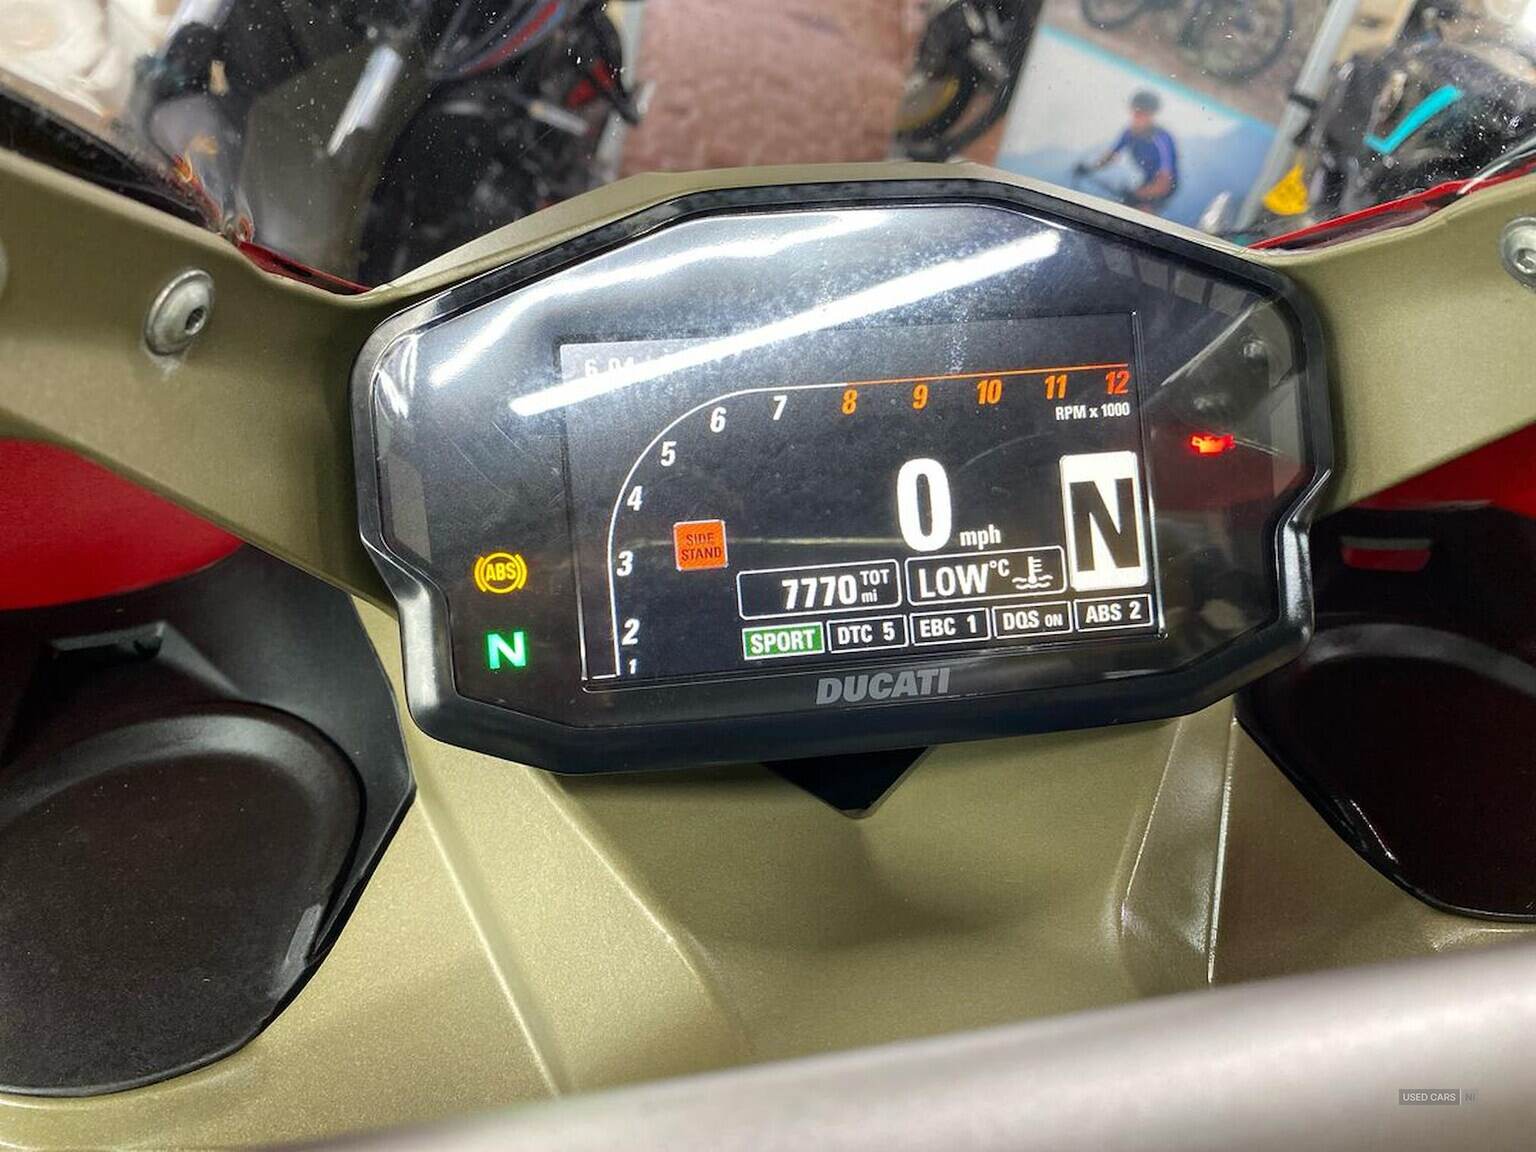 6 7 8 9 10 11 12
RPM x 1000
5
4
3
2
1
0 mph
N
SIDE
STAND
7770 TOT mi
LOW °C
SPORT DTC 5 EBC 1 DQS ON ABS 2
ABS
N
DUCATI
USED CARS NI